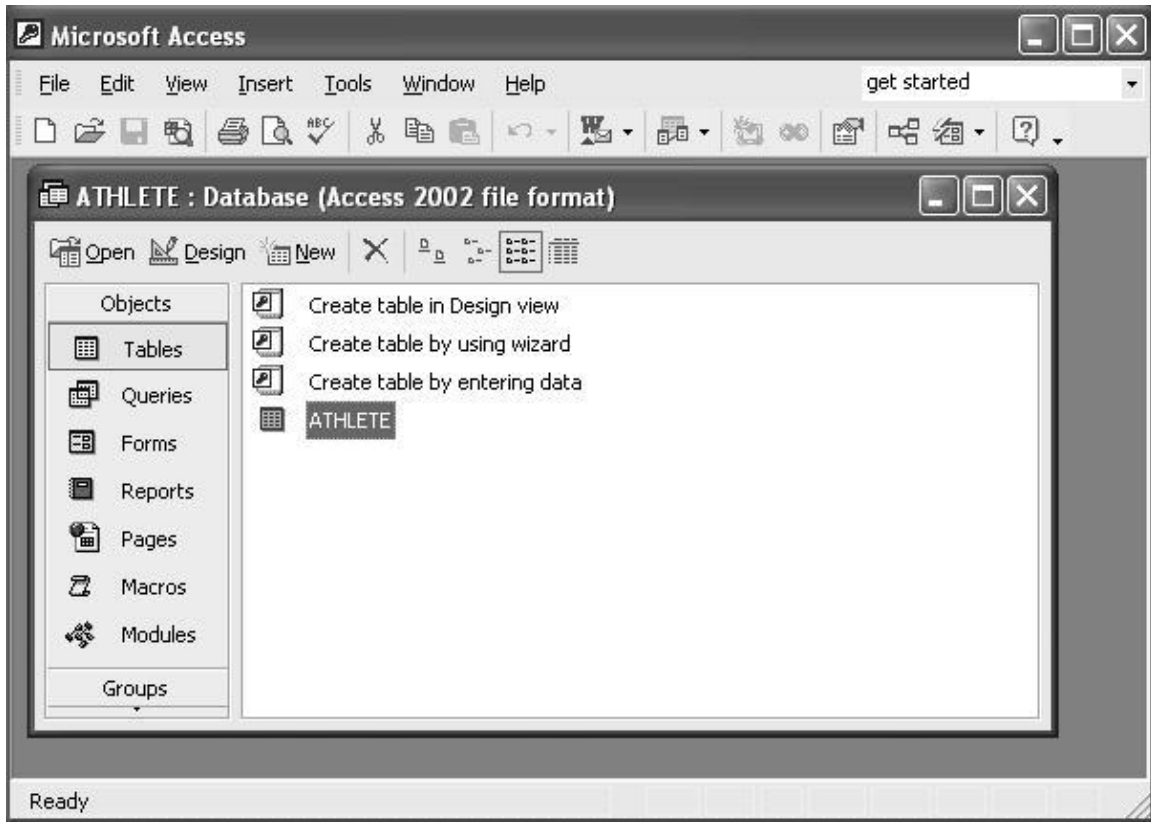 Microsoft Access
File Edit View Insert Tools Window Help get started
ABC
W
ATHLETE : Database (Access 2002 file format)
Open Design New
Objects
Tables
Queries
Forms
Reports
Pages
Macros
Modules
Groups
Create table in Design view
Create table by using wizard
Create table by entering data
ATHLETE
Ready